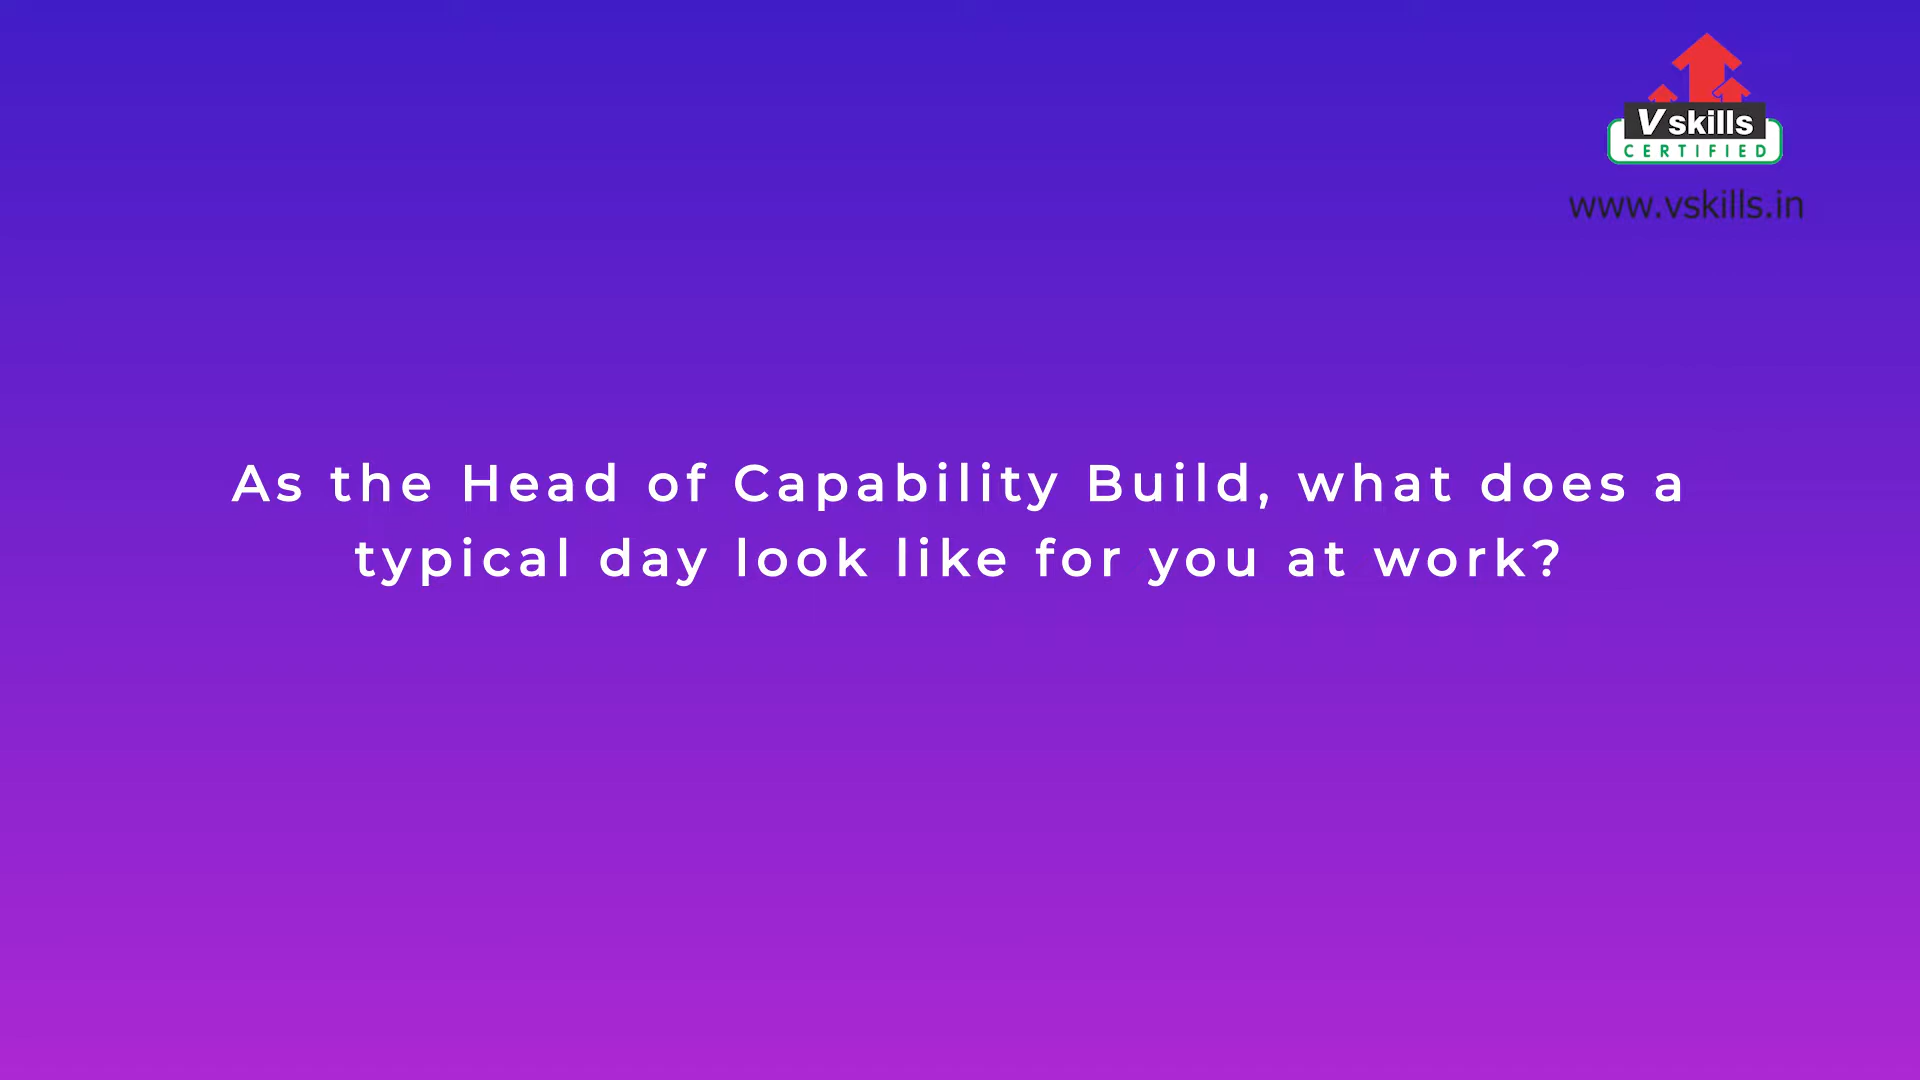 Vskills
CERTIFIED
www.vskills.in
As the Head of Capability Build, what does a
typical day look like for you at work?